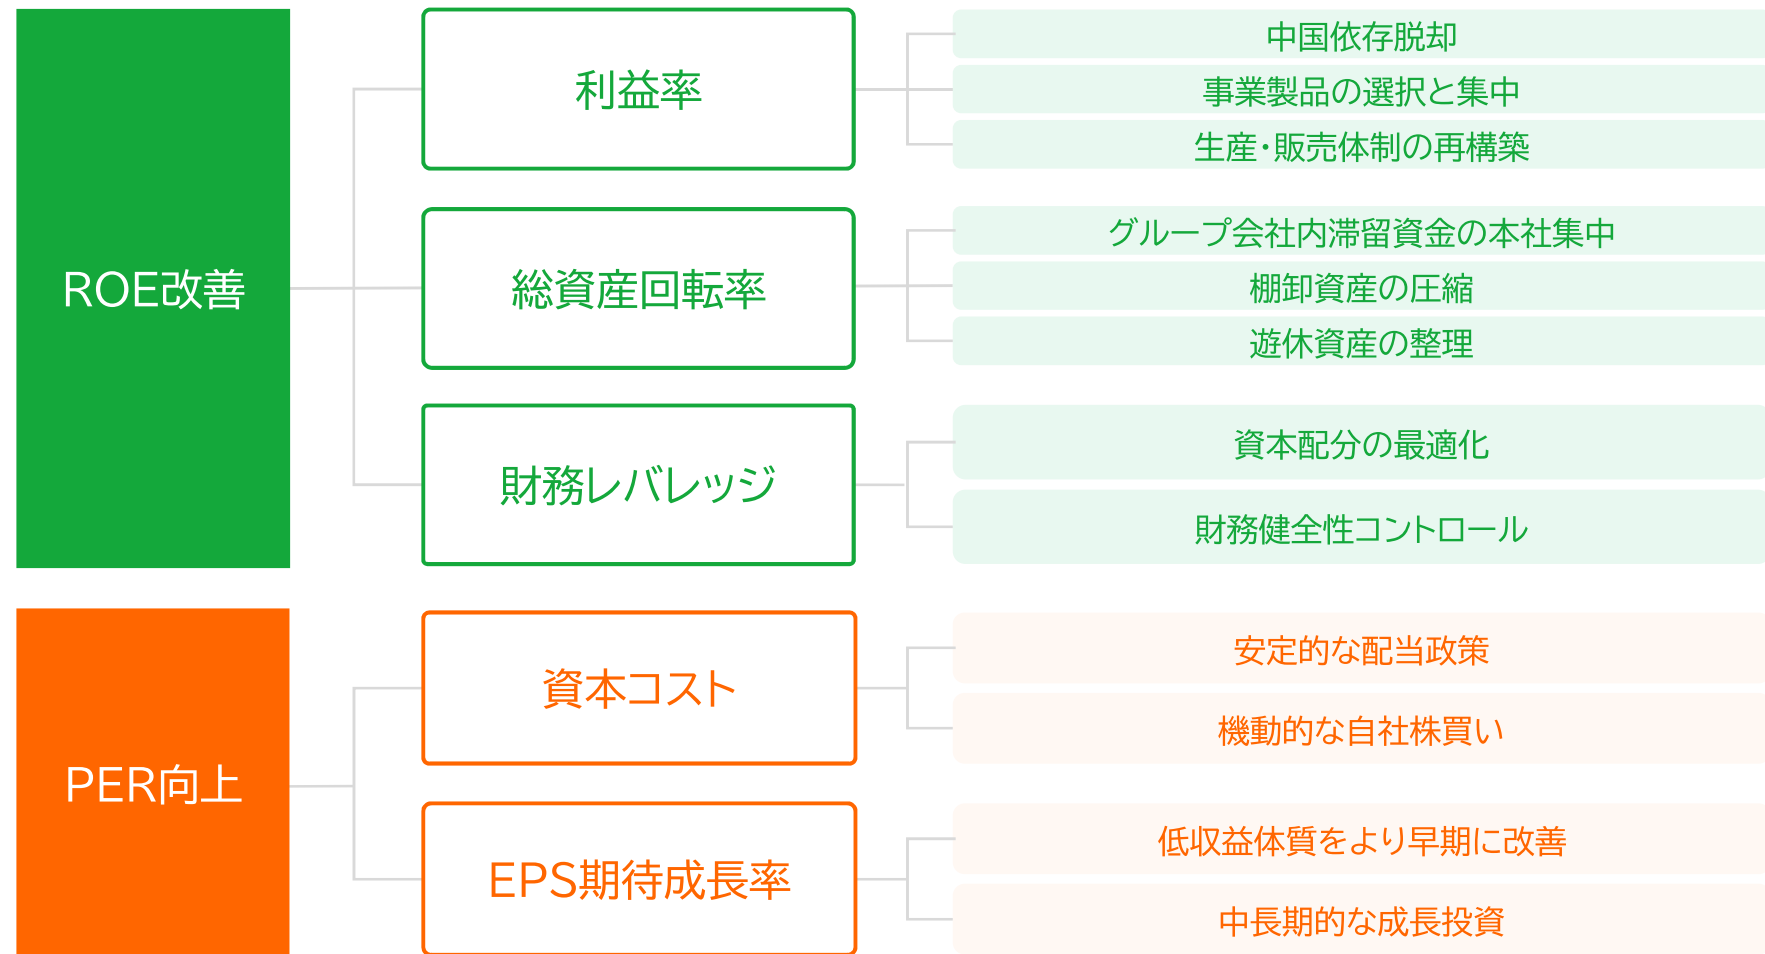 ROE改善
利益率
中国依存脱却
事業製品の選択と集中
生産・販売体制の再構築
総資産回転率
グループ会社内滞留資金の本社集中
棚卸資産の圧縮
遊休資産の整理
財務レバレッジ
資本配分の最適化
財務健全性コントロール
PER向上
資本コスト
安定的な配当政策
機動的な自社株買い
EPS期待成長率
低収益体質をより早期に改善
中長期的な成長投資